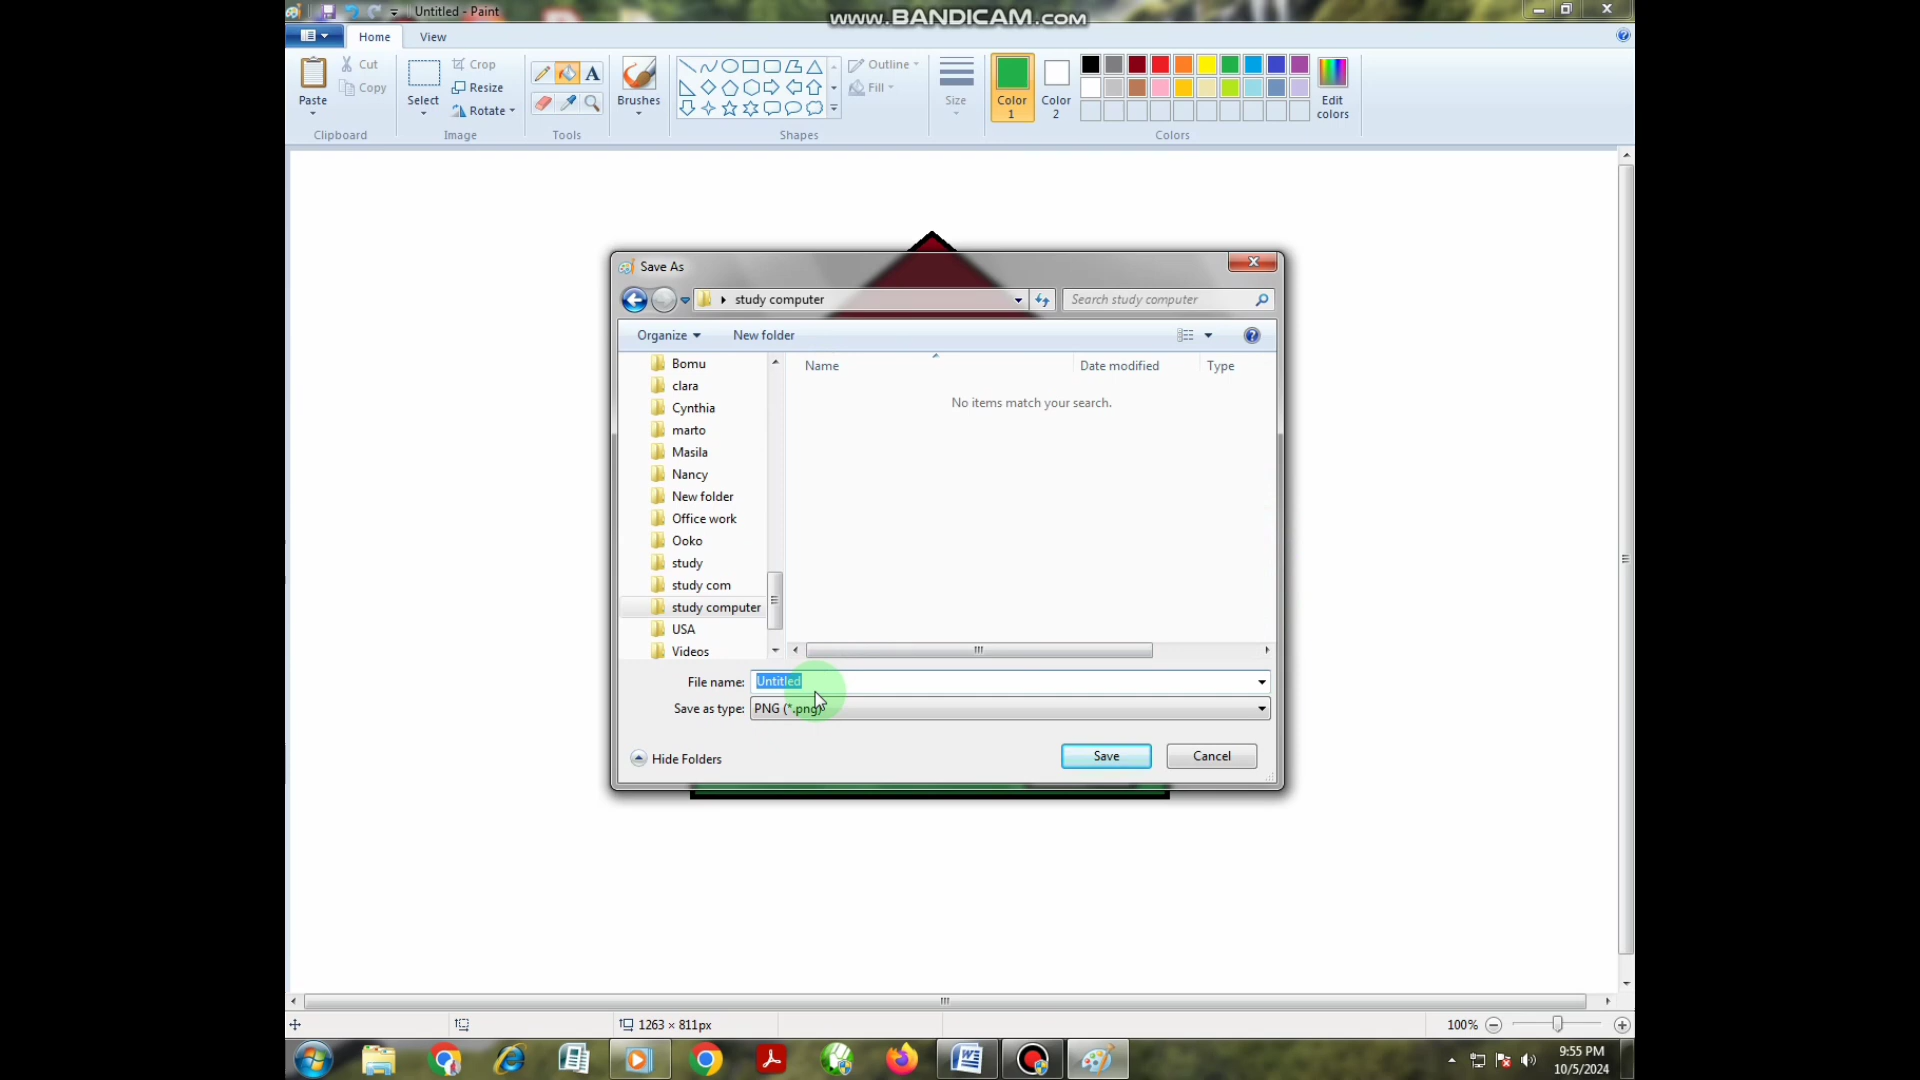 Untitled - Paint
www.BANDICAM.com
Home
View
Paste
Cut
Copy
Clipboard
Select
Crop
Resize
Rotate
Image
A
Tools
Brushes
Shapes
Outline
Fill
Size
Color
1
Color
2
Edit
colors
Colors
Save As
study computer
Search study computer
Organize
New folder
Name
Date modified
Type
No items match your search.
Bomu
clara
Cynthia
marto
Masila
Nancy
New folder
Office work
Ooko
study
study com
study computer
USA
Videos
File name: Untitled
Save as type: PNG (*.png)
Hide Folders
Save
Cancel
1263 × 811px
100%
9:55 PM
10/5/2024